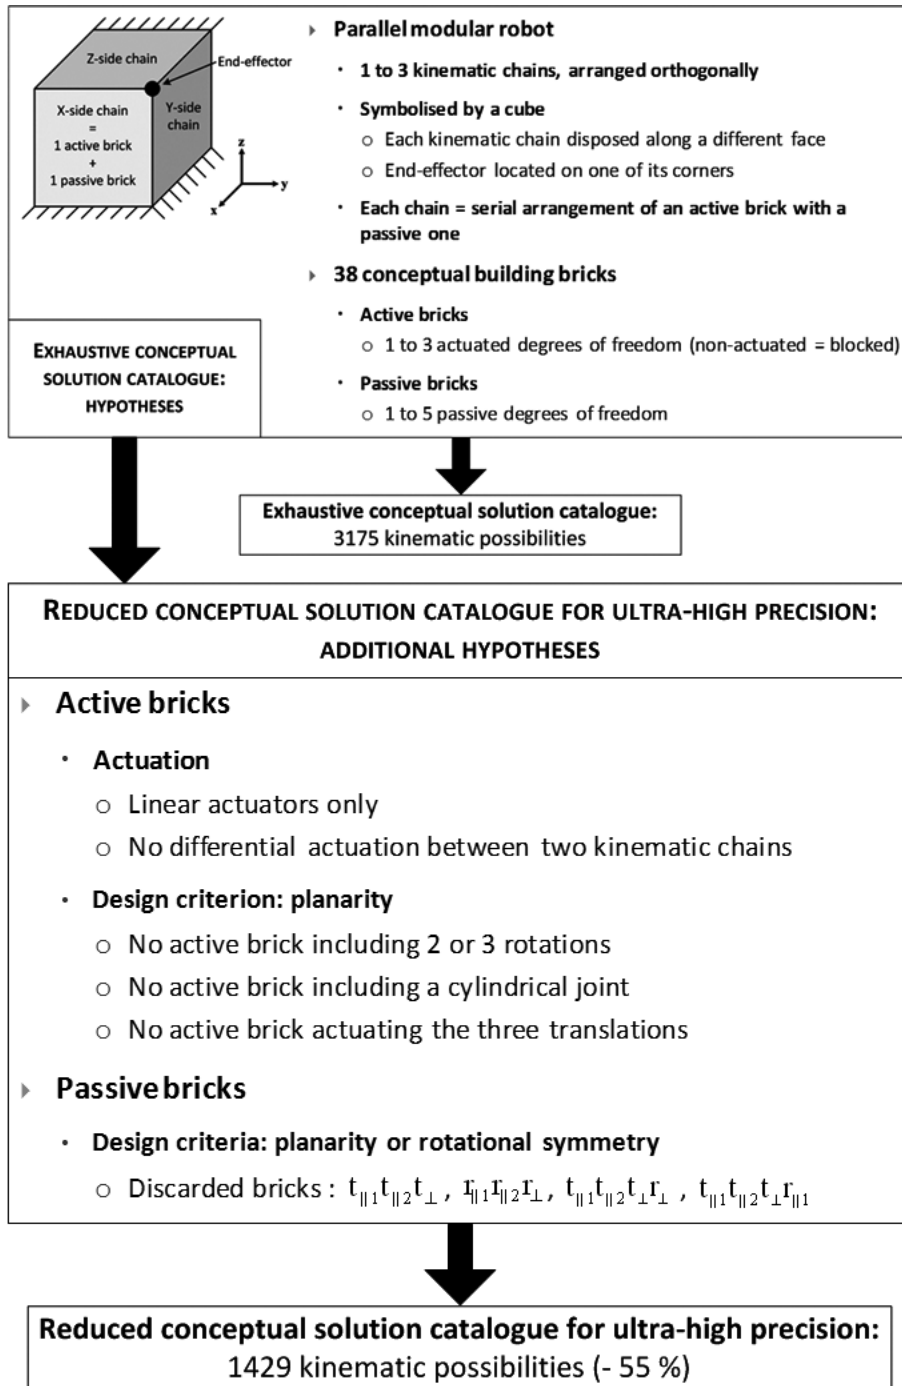 Z-side chain
End-effector
X-side chain
=
1 active brick
+
1 passive brick
Y-side
chain
z
y
x
Parallel modular robot
· 1 to 3 kinematic chains, arranged orthogonally
· Symbolised by a cube
o Each kinematic chain disposed along a different face
o End-effector located on one of its corners
· Each chain = serial arrangement of an active brick with a
passive one
38 conceptual building bricks
· Active bricks
o 1 to 3 actuated degrees of freedom (non-actuated = blocked)
· Passive bricks
o 1 to 5 passive degrees of freedom
EXHAUSTIVE CONCEPTUAL
SOLUTION CATALOGUE:
HYPOTHESES
Exhaustive conceptual solution catalogue:
3175 kinematic possibilities
REDUCED CONCEPTUAL SOLUTION CATALOGUE FOR ULTRA-HIGH PRECISION:
ADDITIONAL HYPOTHESES
Active bricks
· Actuation
o Linear actuators only
o No differential actuation between two kinematic chains
· Design criterion: planarity
o No active brick including 2 or 3 rotations
o No active brick including a cylindrical joint
o No active brick actuating the three translations
Passive bricks
· Design criteria: planarity or rotational symmetry
o Discarded bricks : t∥1t∥2t⊥ , r∥1r∥2r⊥ , t∥1t∥2t⊥r⊥ , t∥1t∥2t⊥r∥1
Reduced conceptual solution catalogue for ultra-high precision:
1429 kinematic possibilities (- 55 %)